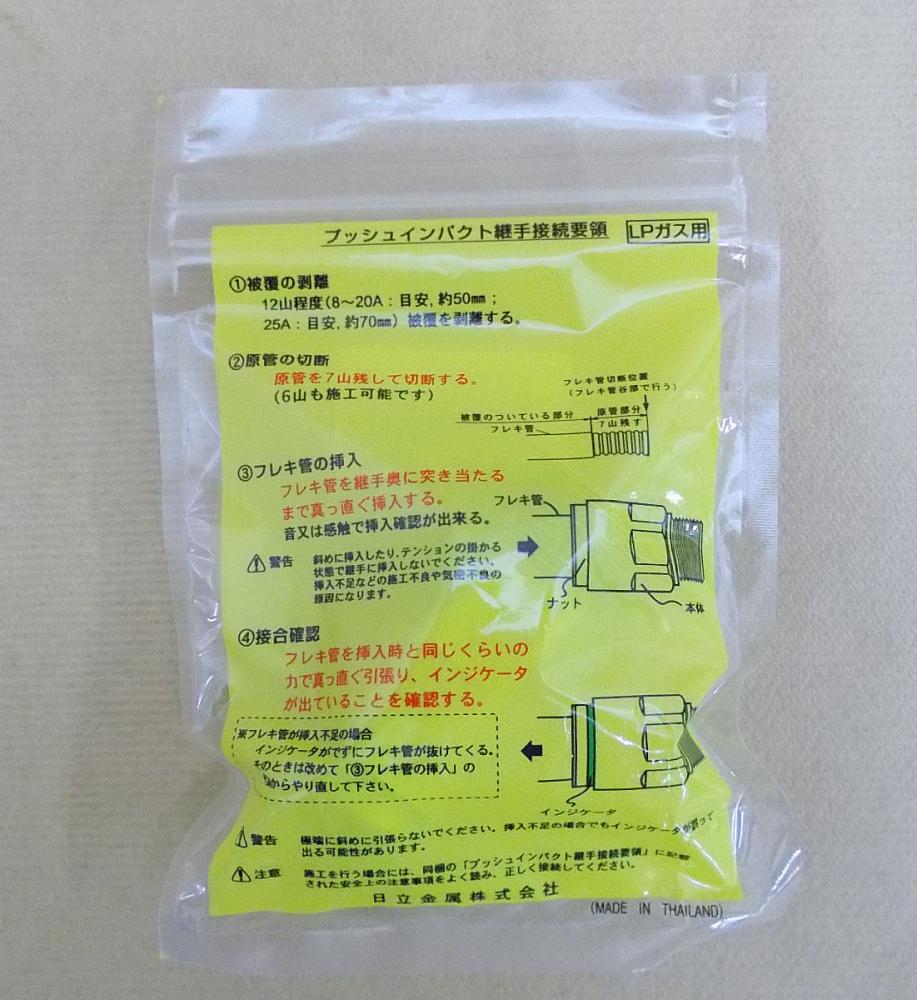 プッシュインパクト継手接続要領 LPガス用
①被覆の剥離
12山程度(8～20A：目安,約50㎜；
25A：目安,約70㎜) 被覆を剥離する。
②原管の切断
原管を7山残して切断する。
(6山も施工可能です)
フレキ管切断位置
(フレキ管谷部で行う)
被覆のついている部分
原管部分
フレキ管
7山残す
③フレキ管の挿入
フレキ管を継手奥に突き当たる
まで真っ直ぐ挿入する。
音又は感触で挿入確認が出来る。
フレキ管
警告 斜めに挿入したり､テンションの掛かる
状態で継手に挿入しないでください。
挿入不足などの施工不良や気密不良の
原因になります。
ナット
本体
④接合確認
フレキ管を挿入時と同じくらいの
力で真っ直ぐ引張り、インジケータ
が出ていることを確認する。
※フレキ管が挿入不足の場合
インジケータがでずにフレキ管が抜けてくる。
そのときは改めて「③フレキ管の挿入」の
からやり直して下さい。
インジケータ
警告 極端に斜めに引張らないでください。挿入不足の場合でもインジケータが誤って
出る可能性があります。
注意 施工を行う場合には、同梱の「プッシュインパクト継手接続要領」に記載
された安全上の注意事項をよく読み、正しく接続してください。
日立金属株式会社
(MADE IN THAILAND)